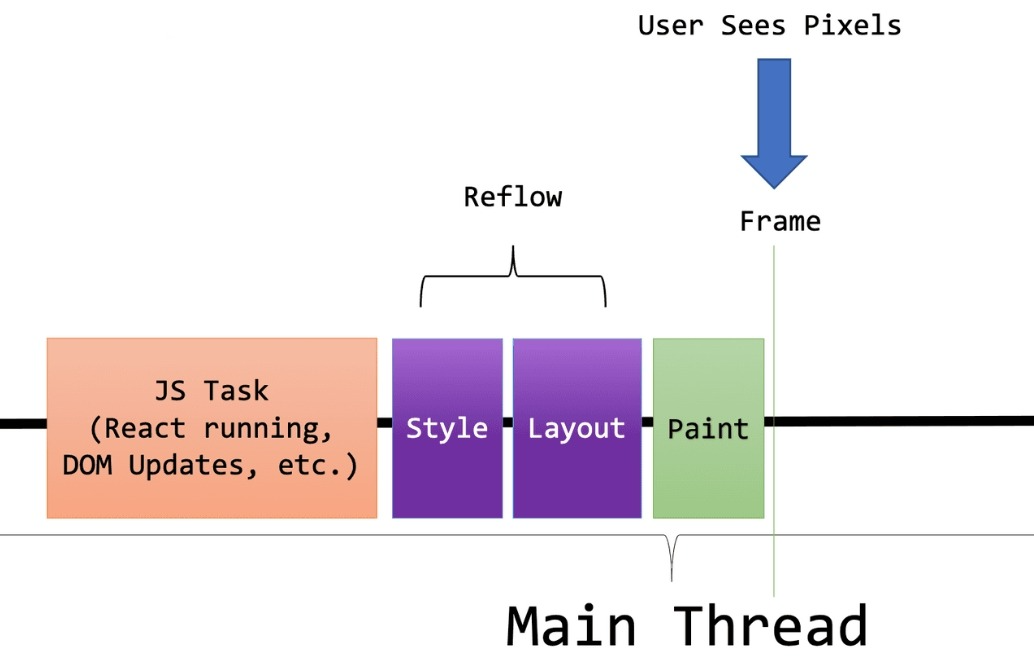 User Sees Pixels
Reflow
Frame
JS Task
(React running,
DOM Updates, etc.)
Style
Layout
Paint
Main Thread